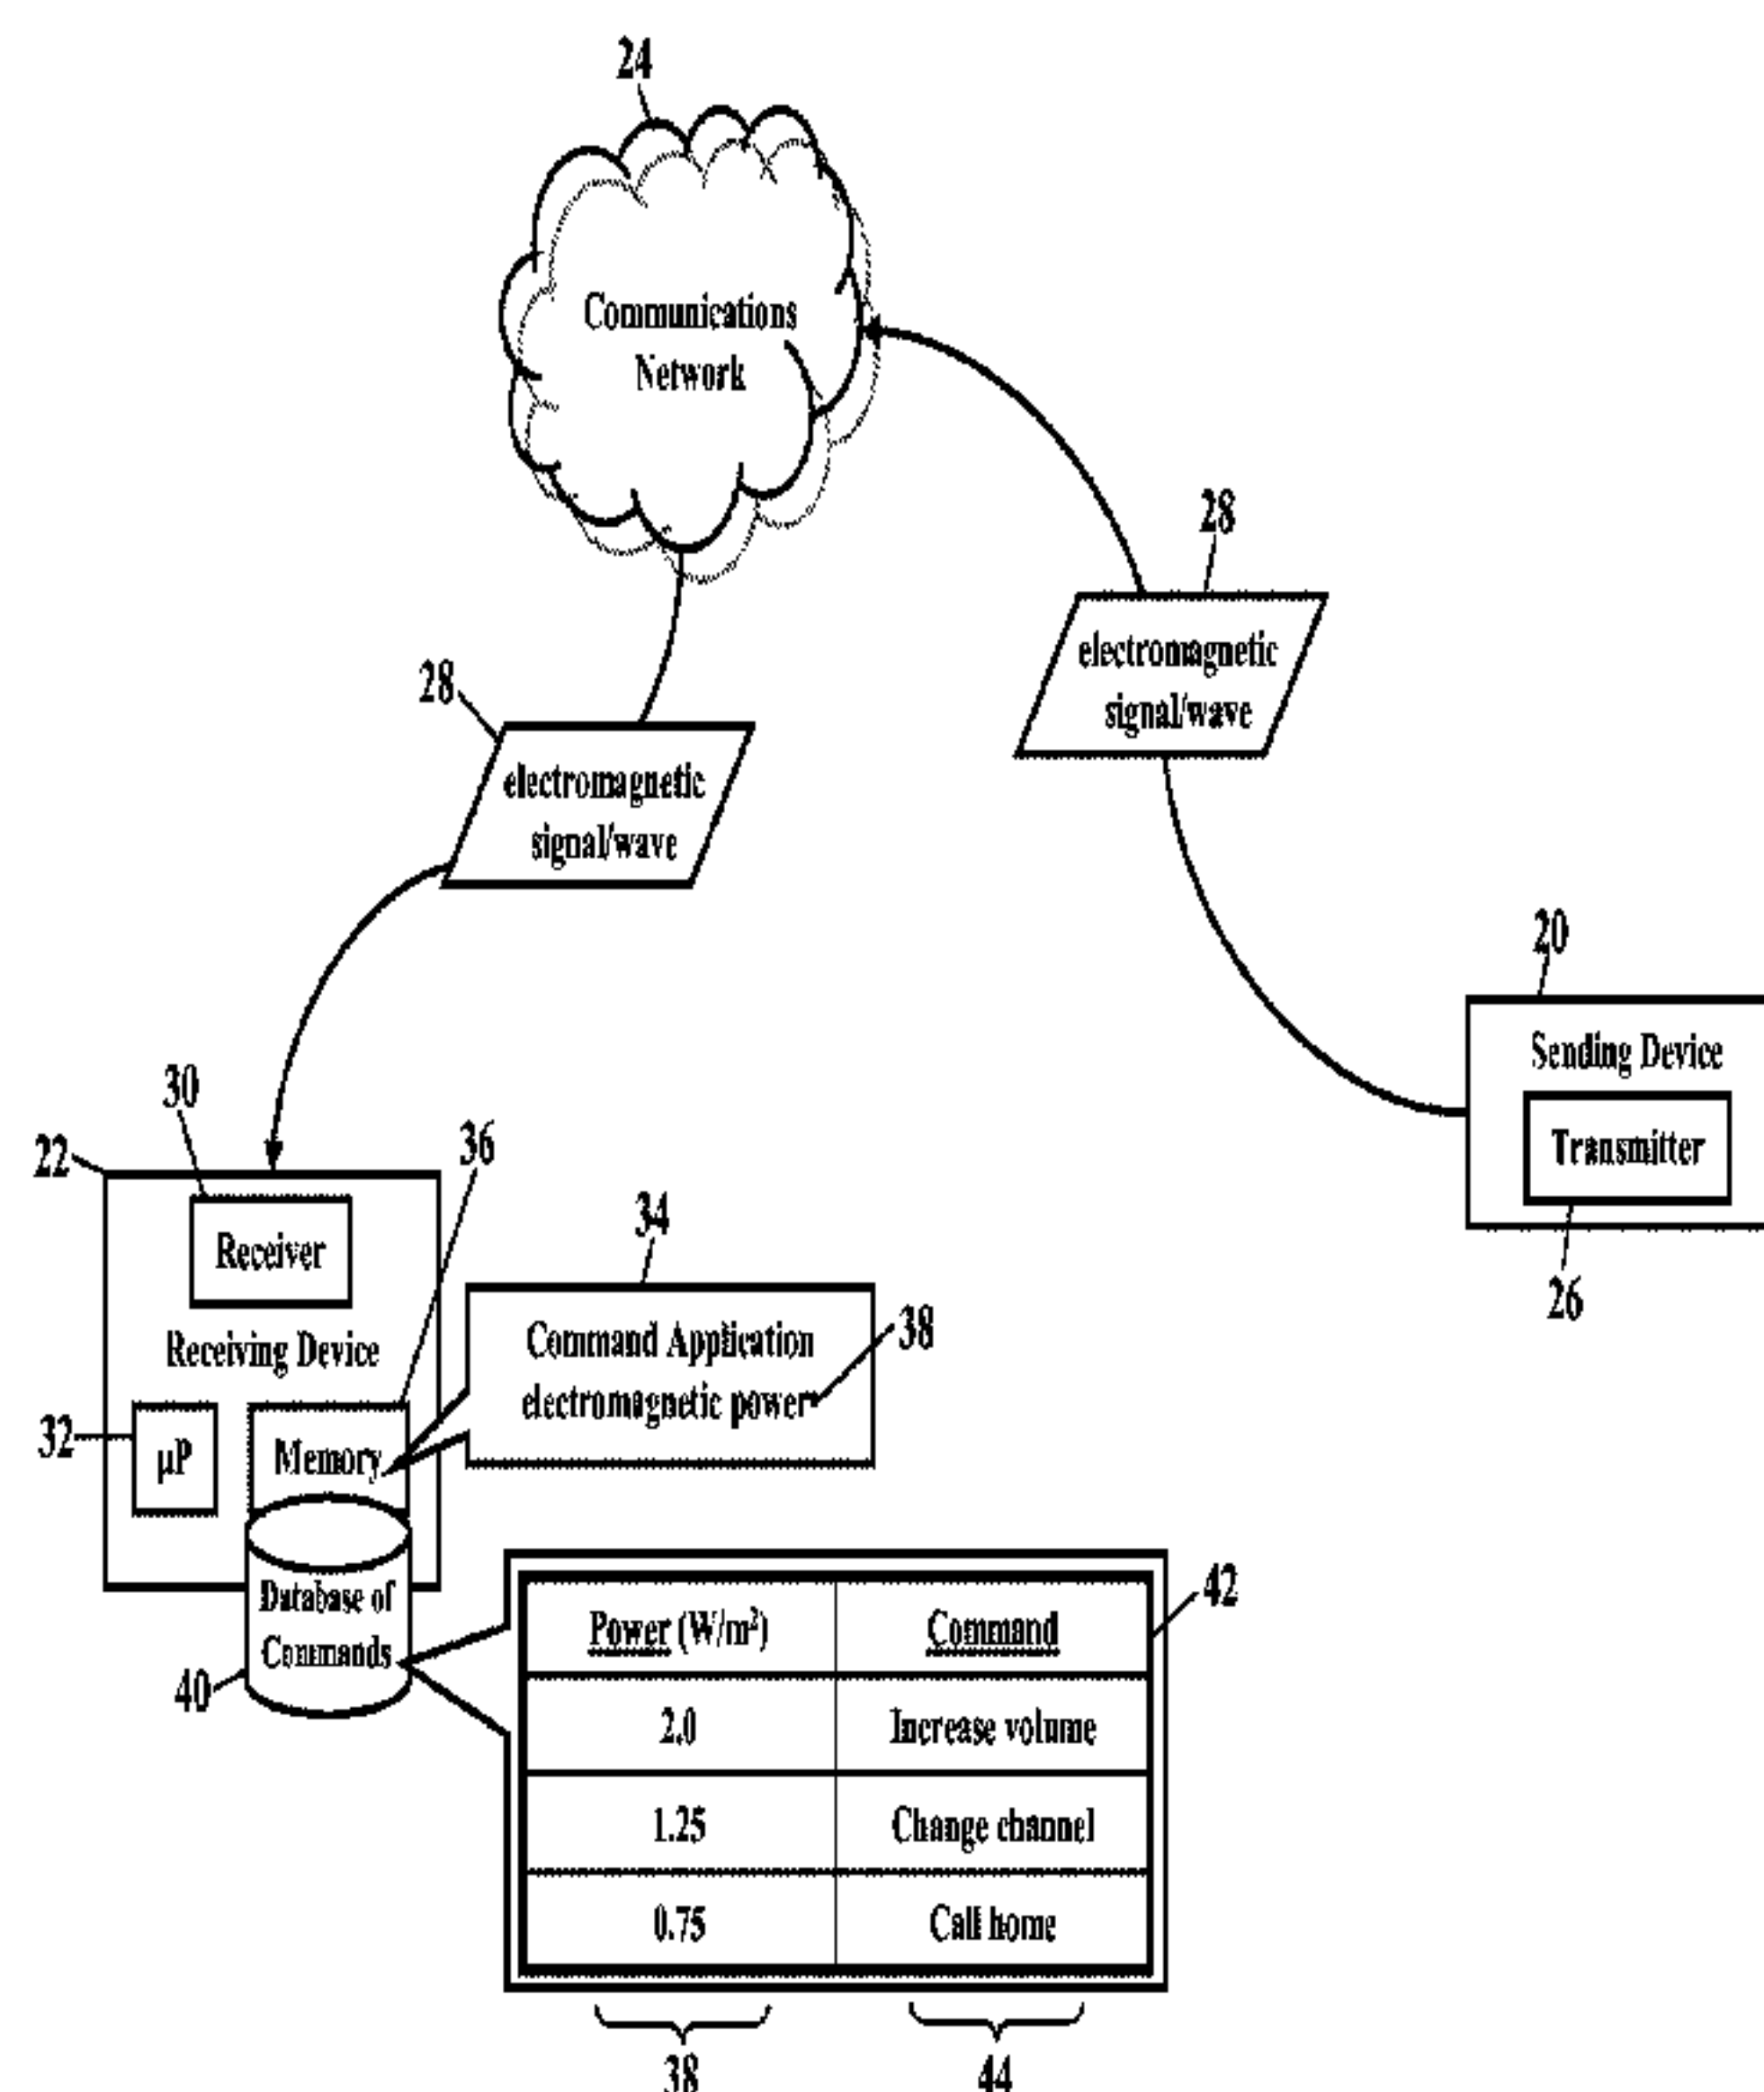 24
Communications
Network
28
electromagnetic
signal/wave
28
electromagnetic
signal/wave
20
Sending Device
Transmitter
26
30
22
36
Receiver
34
Receiving Device
Command Application
38
electromagnetic power
32
µP
Memory
Database of
Commands
40
42
Power (W/m²) Command
2.0 Increase volume
1.25 Change channel
0.75 Call home
38 44